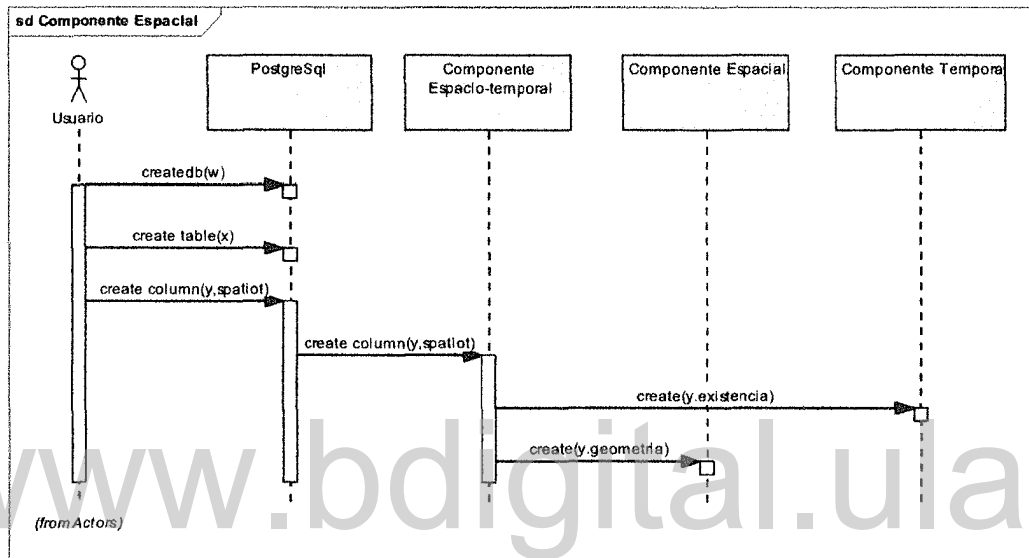 sd Componente Espacial
Usuario
PostgreSql
Componente
Espacio-temporal
Componente Espacial
Componente Tempora
createdb(w)
create table(x)
create column(y,spatiot)
create column(y,spatiot)
create(y.existencia)
create(y.geometria)
(from Actors)
www.bdigital.ula